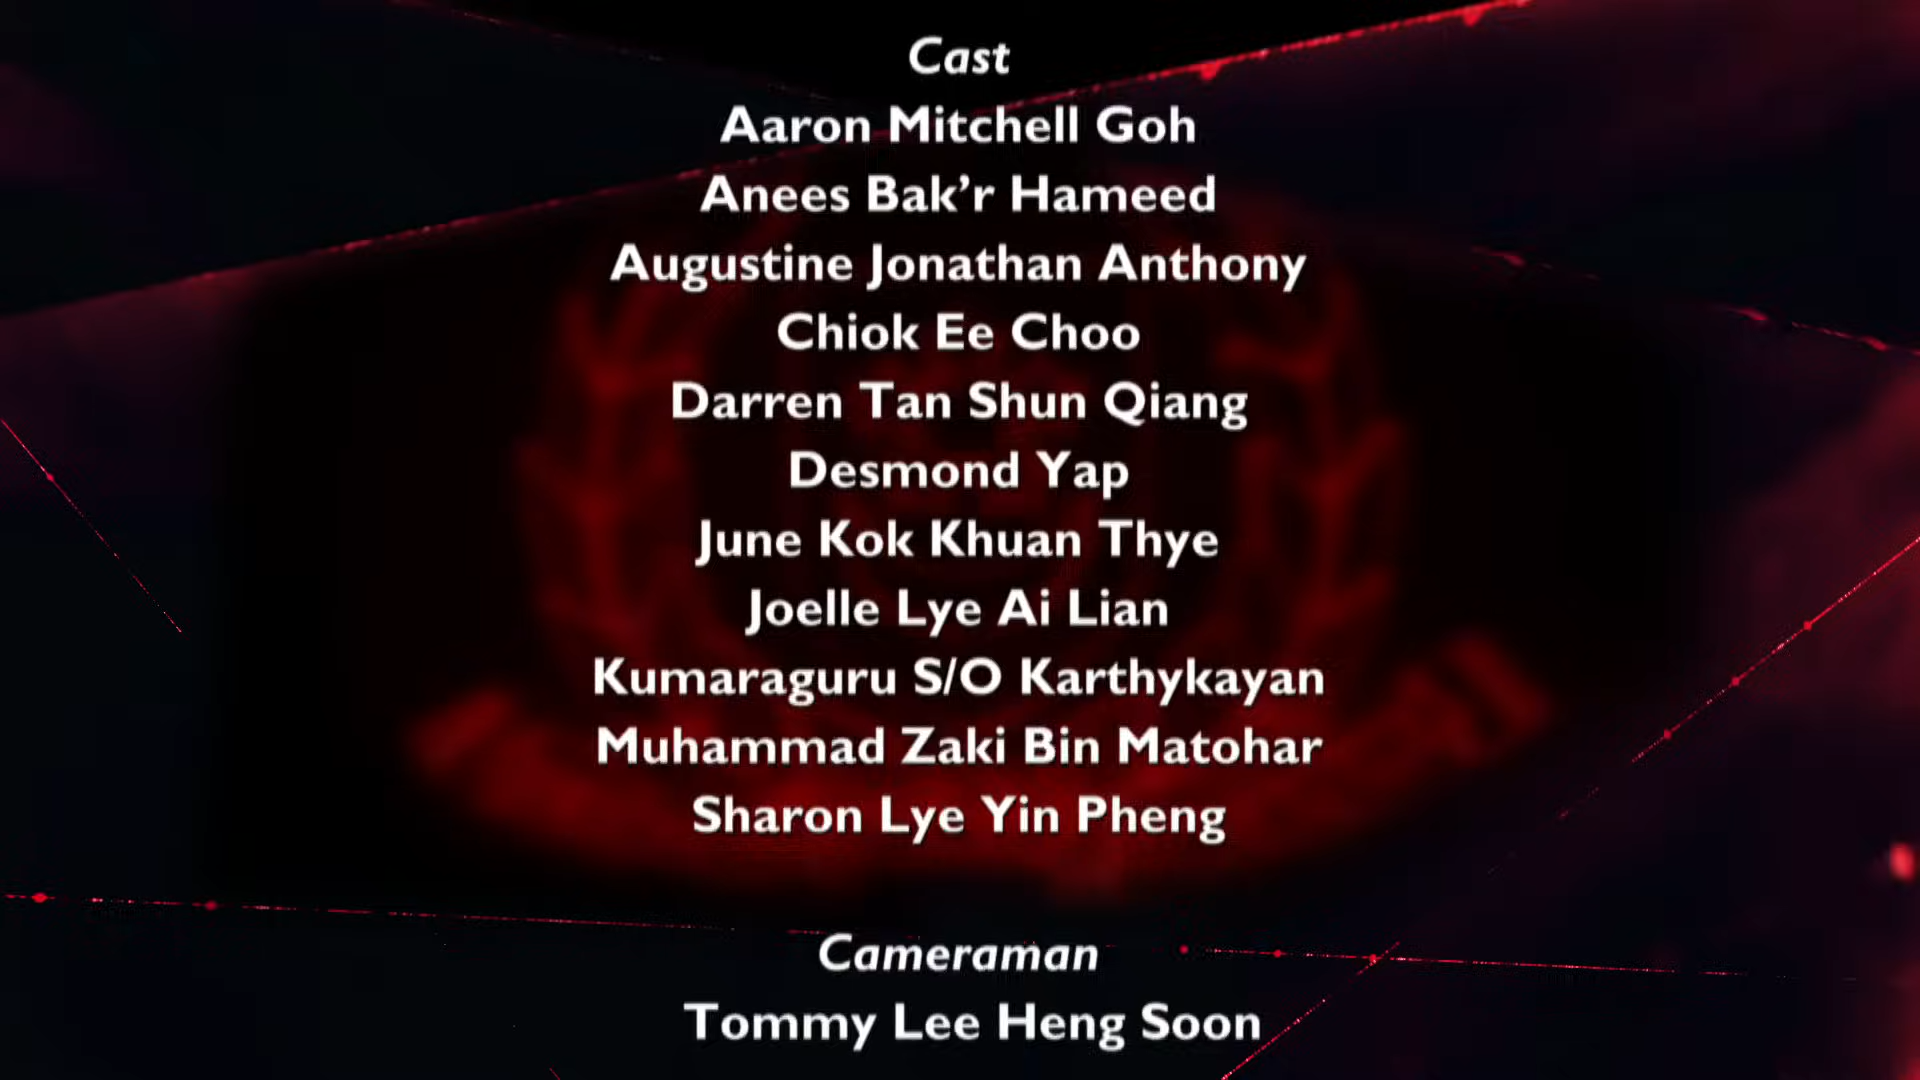 Cast
Aaron Mitchell Goh
Anees Bak’r Hameed
Augustine Jonathan Anthony
Chiok Ee Choo
Darren Tan Shun Qiang
Desmond Yap
June Kok Khuan Thye
Joelle Lye Ai Lian
Kumaraguru S/O Karthykayan
Muhammad Zaki Bin Matohar
Sharon Lye Yin Pheng
Cameraman
Tommy Lee Heng Soon